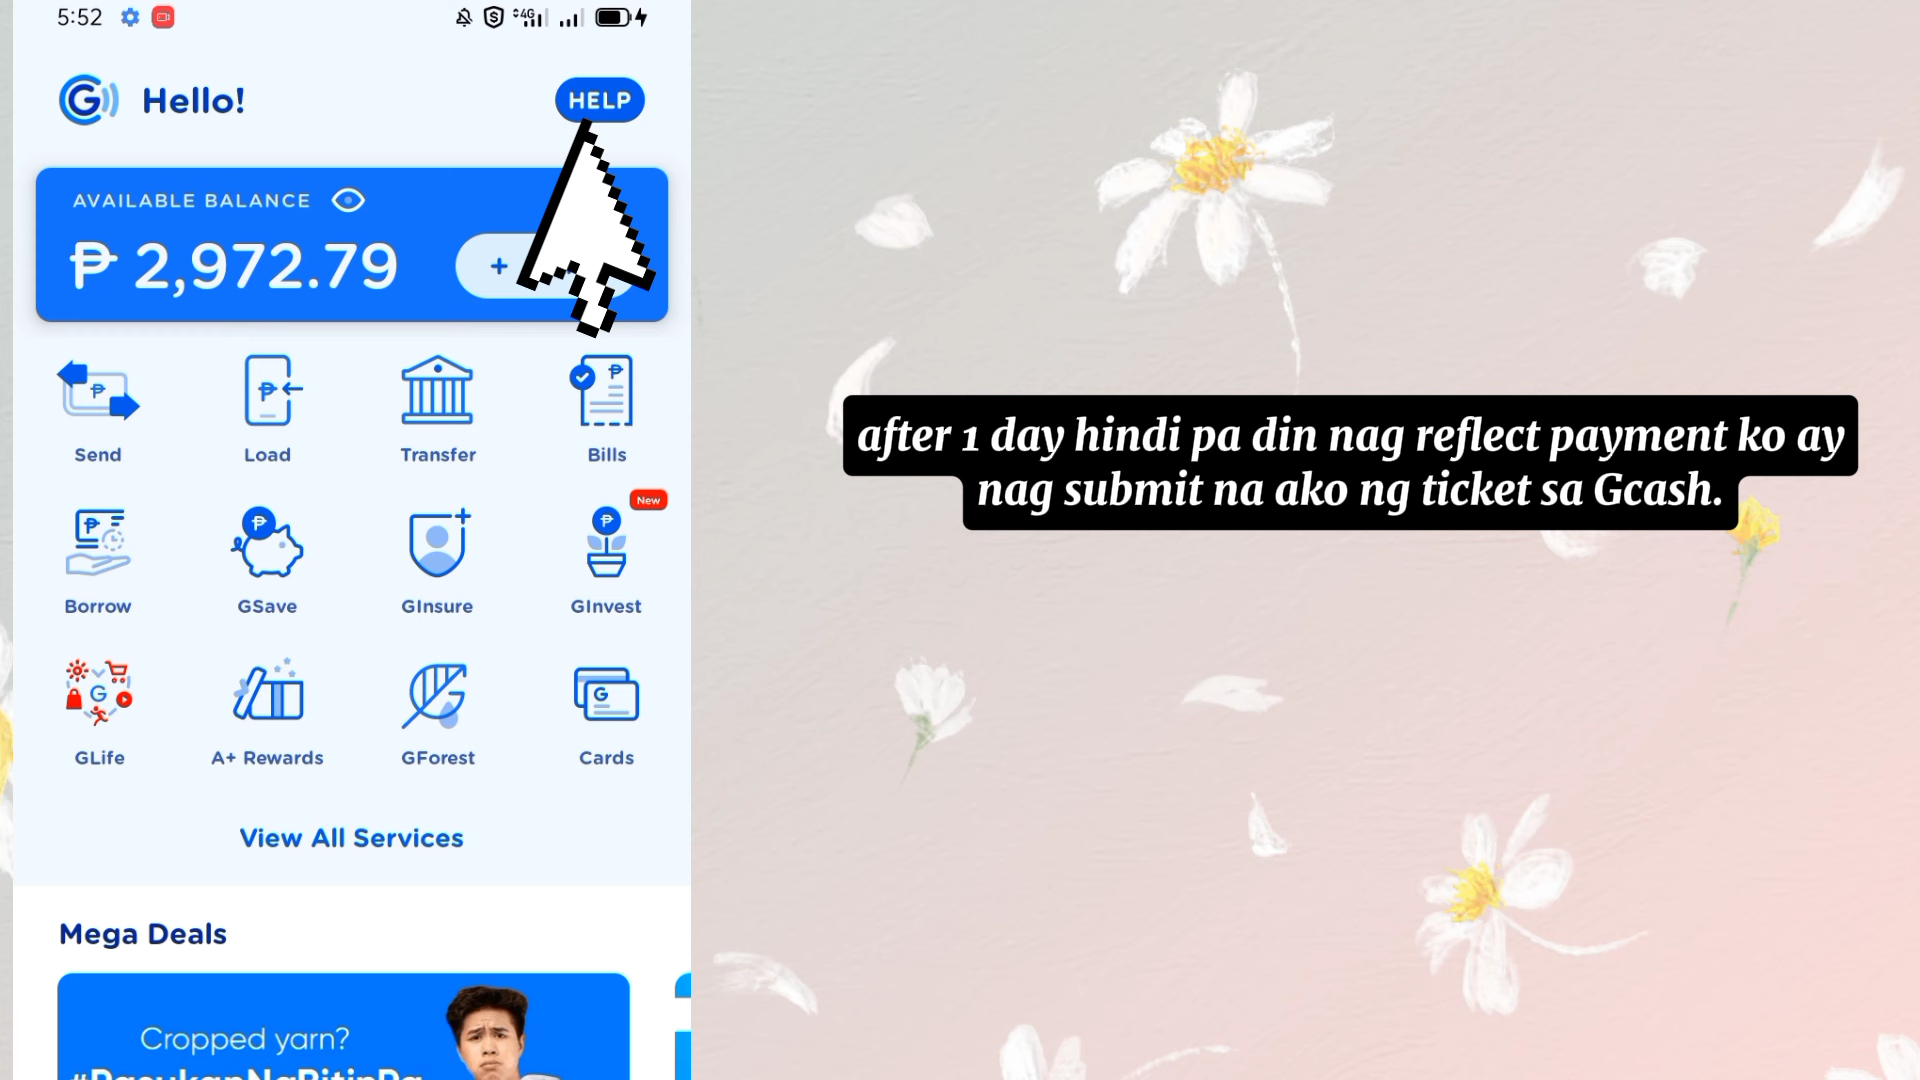 5:52
4G
Hello!
HELP
AVAILABLE BALANCE
₱ 2,972.79
+
Send
Load
Transfer
Bills
New
Borrow
GSave
GInsure
GInvest
GLife
A+ Rewards
GForest
Cards
View All Services
Mega Deals
Cropped yarn?
#PasukanNaBitinPa
after 1 day hindi pa din nag reflect payment ko ay
nag submit na ako ng ticket sa Gcash.